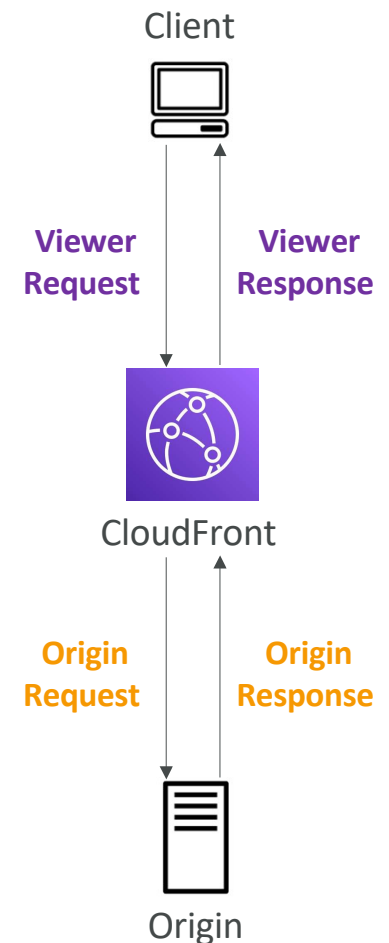 Client
Viewer
Request
Viewer
Response
CloudFront
Origin
Request
Origin
Response
Origin